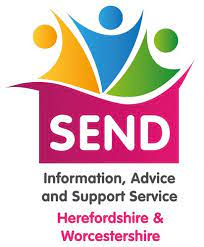 SEND
Information, Advice
and Support Service
Herefordshire &
Worcestershire